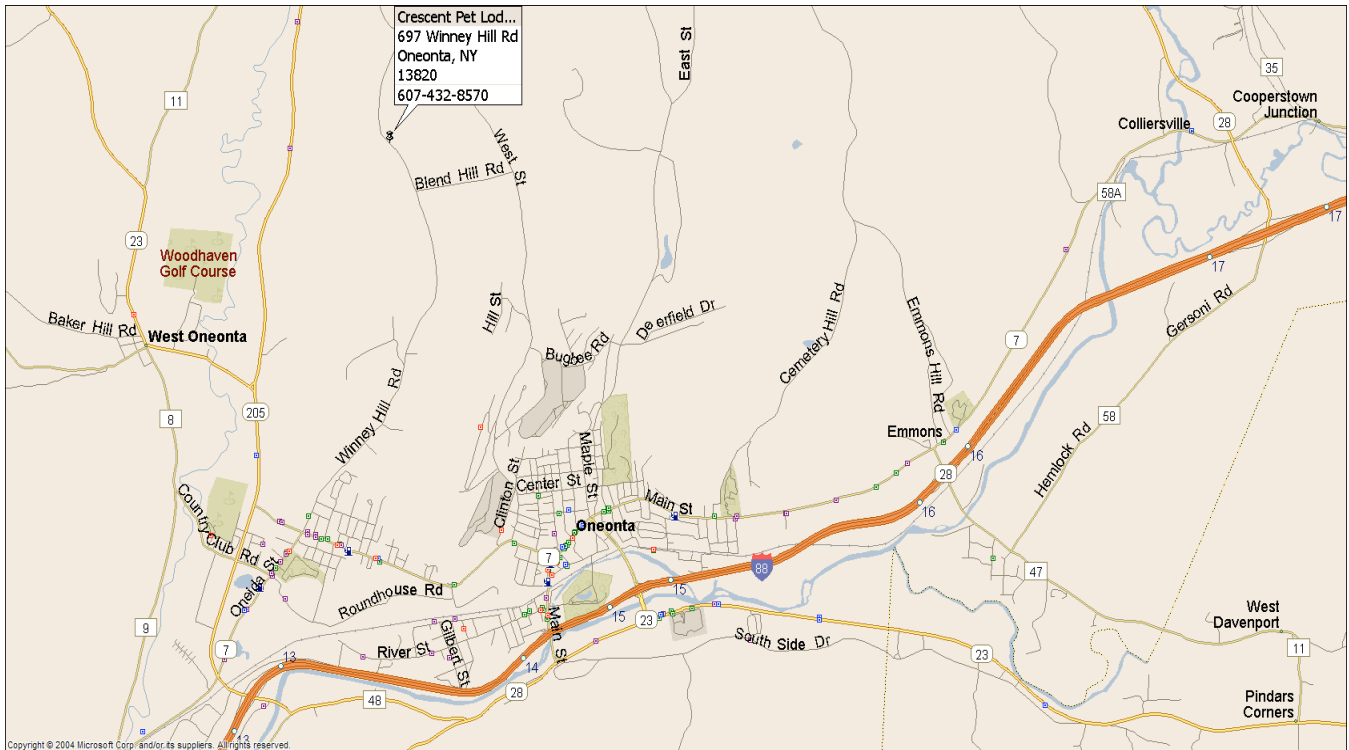 Crescent Pet Lod...
697 Winney Hill Rd
Oneonta, NY
13820
607-432-8570
East St
35
Cooperstown
Junction
28
Colliersville
11
West St
Blend Hill Rd
58A
17
23
Woodhaven
Golf Course
17
Hill St
De erfield Dr
Cemetery Hill Rd
Emmons Hill Rd
Gersoni Rd
Baker Hill Rd
West Oneonta
7
Bugbee Rd
205
8
Winney Hill Rd
58
Emmons
16
Hemlock Rd
28
Maple St
Clinton St
Center St
Main St
16
Country Club Rd
Oneonta
7
88
47
Oneida St
Roundhouse Rd
15
15
23
West
Davenport
9
Main St
Gilbert St
South Side Dr
7
River St
13
14
23
11
28
48
Pindars
Corners
13
Copyright © 2004 Microsoft Corp. and/or its suppliers. All rights reserved.